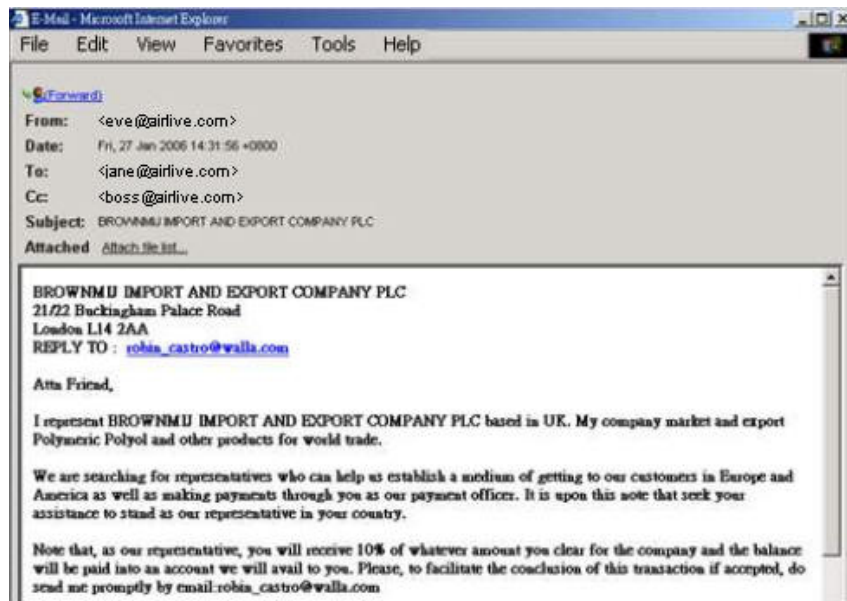 E-Mail - Microsoft Internet Explorer
File Edit View Favorites Tools Help
(Forward)
From: <eve@airlive.com>
Date: Fri, 27 Jan 2006 14:31:56 +0800
To: <jane@airlive.com>
Cc: <boss@airlive.com>
Subject: BROWNMIJ IMPORT AND EXPORT COMPANY PLC
Attached Attach file list...
BROWNMIJ IMPORT AND EXPORT COMPANY PLC
21/22 Buckingham Palace Road
London L14 2AA
REPLY TO : robin_castro@walla.com
Attn Friend,
I represent BROWNMIJ IMPORT AND EXPORT COMPANY PLC based in UK. My company market and export
Polymeric Polyol and other products for world trade.
We are searching for representatives who can help us establish a medium of getting to our customers in Europe and
America as well as making payments through you as our payment officer. It is upon this note that seek your
assistance to stand as our representative in your country.
Note that, as our representative, you will receive 10% of whatever amount you clear for the company and the balance
will be paid into an account we will avail to you. Please, to facilitate the conclusion of this transaction if accepted, do
send me promptly by email:robin_castro@walla.com